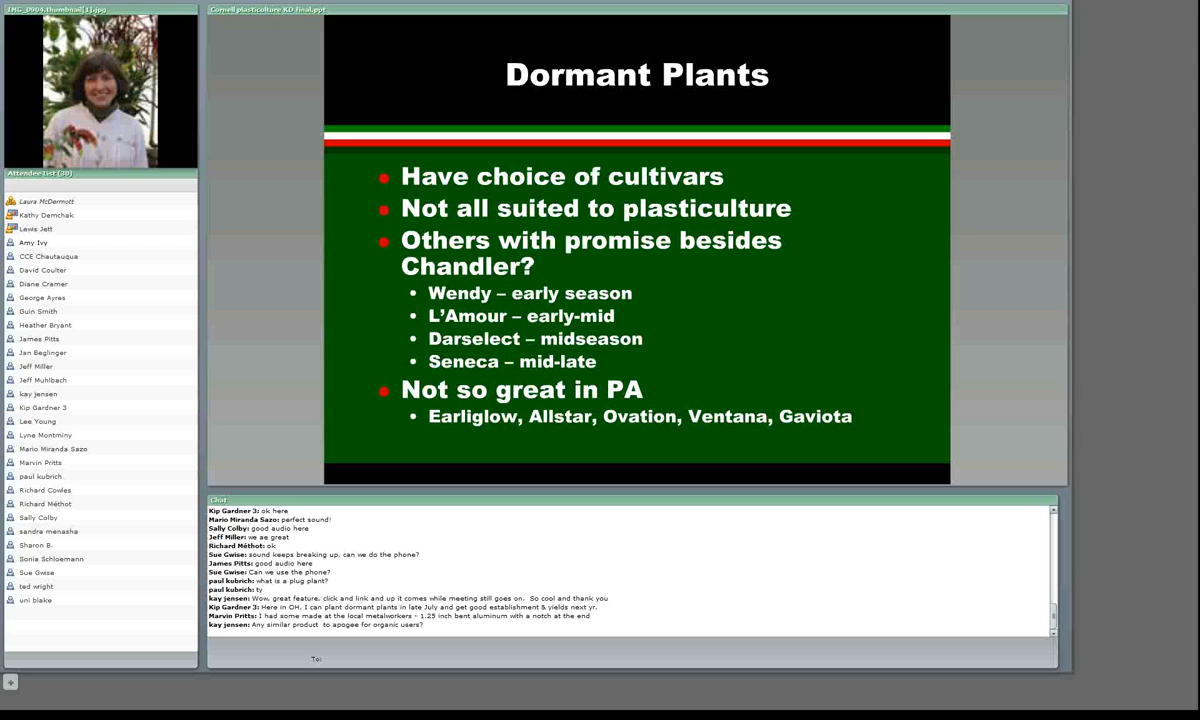 IMG_0904.thumbnail[1].jpg
Cornell plasticulture KD final.ppt
Dormant Plants
Have choice of cultivars
Not all suited to plasticulture
Others with promise besides
Chandler?
Wendy – early season
L'Amour – early-mid
Darselect – midseason
Seneca – mid-late
Not so great in PA
Earliglow, Allstar, Ovation, Ventana, Gaviota
Attendee List (30)
Laura McDermott
Kathy Demchak
Lewis Jett
Amy Ivy
CCE Chautauqua
David Coulter
Diane Cramer
George Ayres
Guin Smith
Heather Bryant
James Pitts
Jan Beglinger
Jeff Miller
Jeff Muhlbach
kay jensen
Kip Gardner 3
Lee Young
Lyne Montminy
Mario Miranda Sazo
Marvin Pritts
paul kubrich
Richard Cowles
Richard Méthot
Sally Colby
sandra menasha
Sharon B.
Sonia Schloemann
Sue Gwise
ted wright
uni blake
Chat
Kip Gardner 3: ok here
Mario Miranda Sazo: perfect sound!
Sally Colby: good audio here
Jeff Miller: we ae great
Richard Méthot: ok
Sue Gwise: sound keeps breaking up, can we do the phone?
James Pitts: good audio here
Sue Gwise: Can we use the phone?
paul kubrich: what is a plug plant?
paul kubrich: ty
kay jensen: Wow, great feature, click and link and up it comes while meeting still goes on. So cool and thank you
Kip Gardner 3: Here in OH, I can plant dormant plants in late July and get good establishment & yields next yr.
Marvin Pritts: I had some made at the local metalworkers - 1.25 inch bent aluminum with a notch at the end
kay jensen: Any similar product to apogee for organic users?
To: